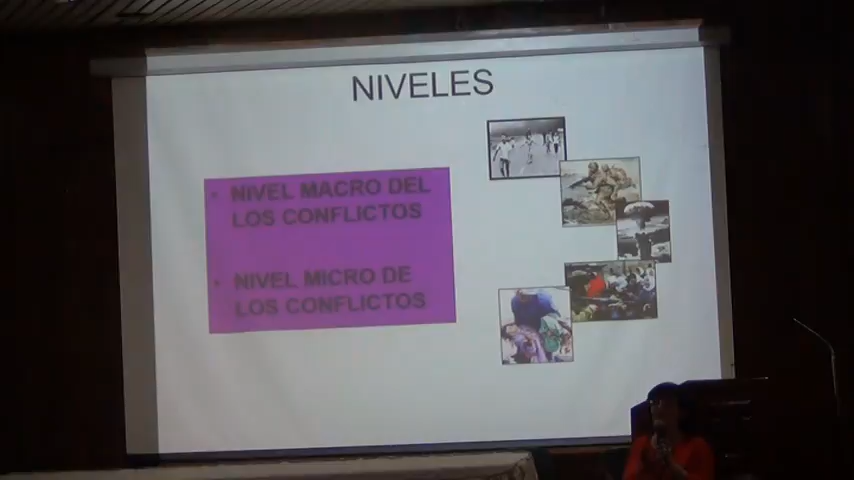 NIVELES
• NIVEL MACRO DEL
LOS CONFLICTOS
• NIVEL MICRO DE
LOS CONFLICTOS